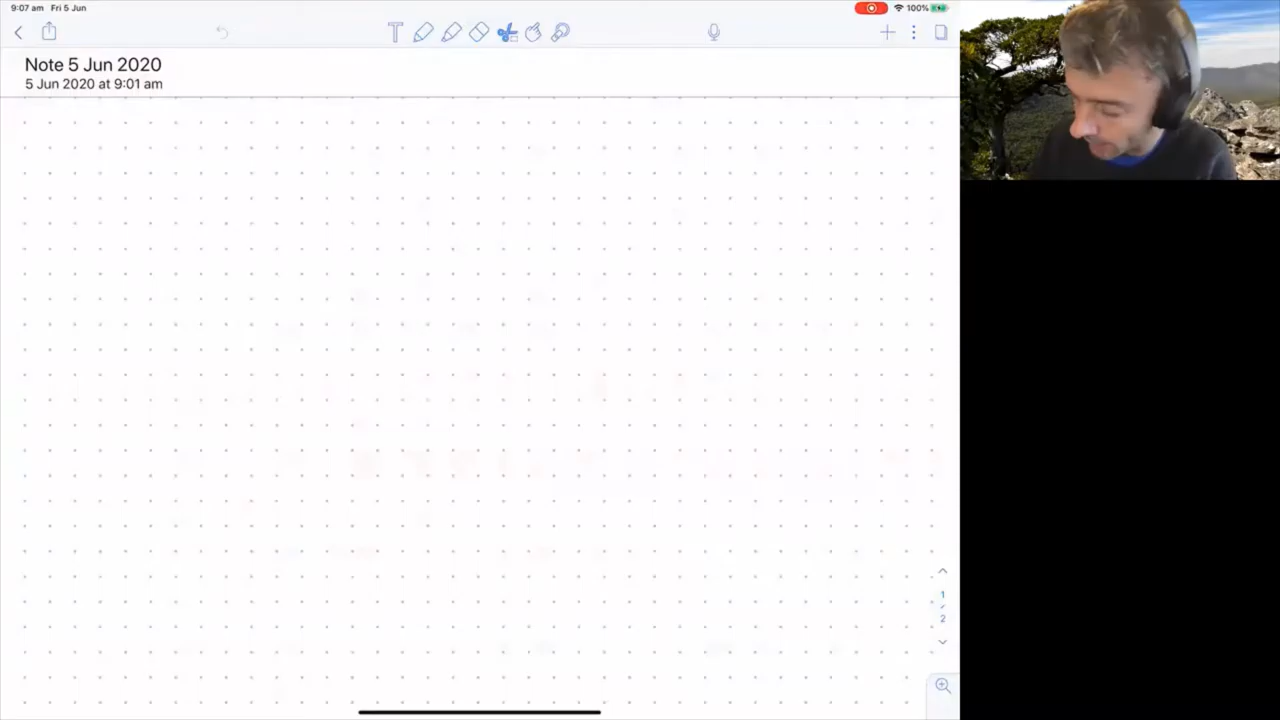 9:07 am Fri 5 Jun
100%
Note 5 Jun 2020
5 Jun 2020 at 9:01 am
1
2